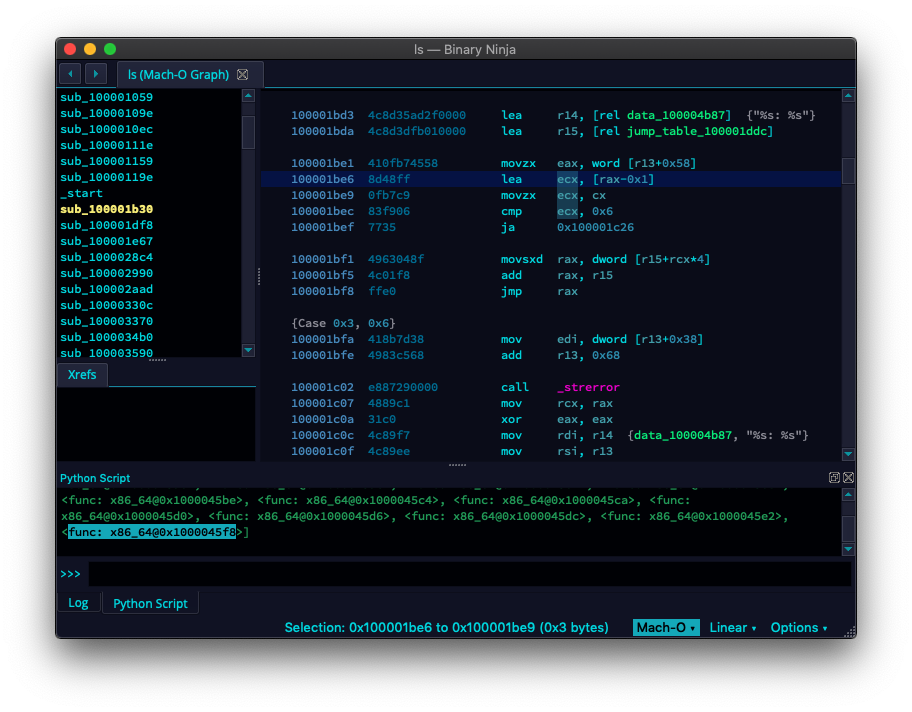 ls — Binary Ninja
ls (Mach-O Graph)
sub_100001059
sub_10000109e
sub_1000010ec
sub_10000111e
sub_100001159
sub_10000119e
_start
sub_100001b30
sub_100001df8
sub_100001e67
sub_1000028c4
sub_100002990
sub_100002aad
sub_10000330c
sub_100003370
sub_1000034b0
sub_100003590
Xrefs
100001bd3 4c8d35ad2f0000 lea r14, [rel data_100004b87] {"%s: %s"}
100001bda 4c8d3dfb010000 lea r15, [rel jump_table_100001ddc]
100001be1 410fb74558 movzx eax, word [r13+0x58]
100001be6 8d48ff lea ecx, [rax-0x1]
100001be9 0fb7c9 movzx ecx, cx
100001bec 83f906 cmp ecx, 0x6
100001bef 7735 ja 0x100001c26
100001bf1 4963048f movsxd rax, dword [r15+rcx*4]
100001bf5 4c01f8 add rax, r15
100001bf8 ffe0 jmp rax
{Case 0x3, 0x6}
100001bfa 418b7d38 mov edi, dword [r13+0x38]
100001bfe 4983c568 add r13, 0x68
100001c02 e887290000 call _strerror
100001c07 4889c1 mov rcx, rax
100001c0a 31c0 xor eax, eax
100001c0c 4c89f7 mov rdi, r14 {data_100004b87, "%s: %s"}
100001c0f 4c89ee mov rsi, r13
Python Script
<func: x86_64@0x1000045be>, <func: x86_64@0x1000045c4>, <func: x86_64@0x1000045ca>, <func:
x86_64@0x1000045d0>, <func: x86_64@0x1000045d6>, <func: x86_64@0x1000045dc>, <func: x86_64@0x1000045e2>,
<func: x86_64@0x1000045f8>]
>>>
Log
Python Script
Selection: 0x100001be6 to 0x100001be9 (0x3 bytes) Mach-O Linear Options